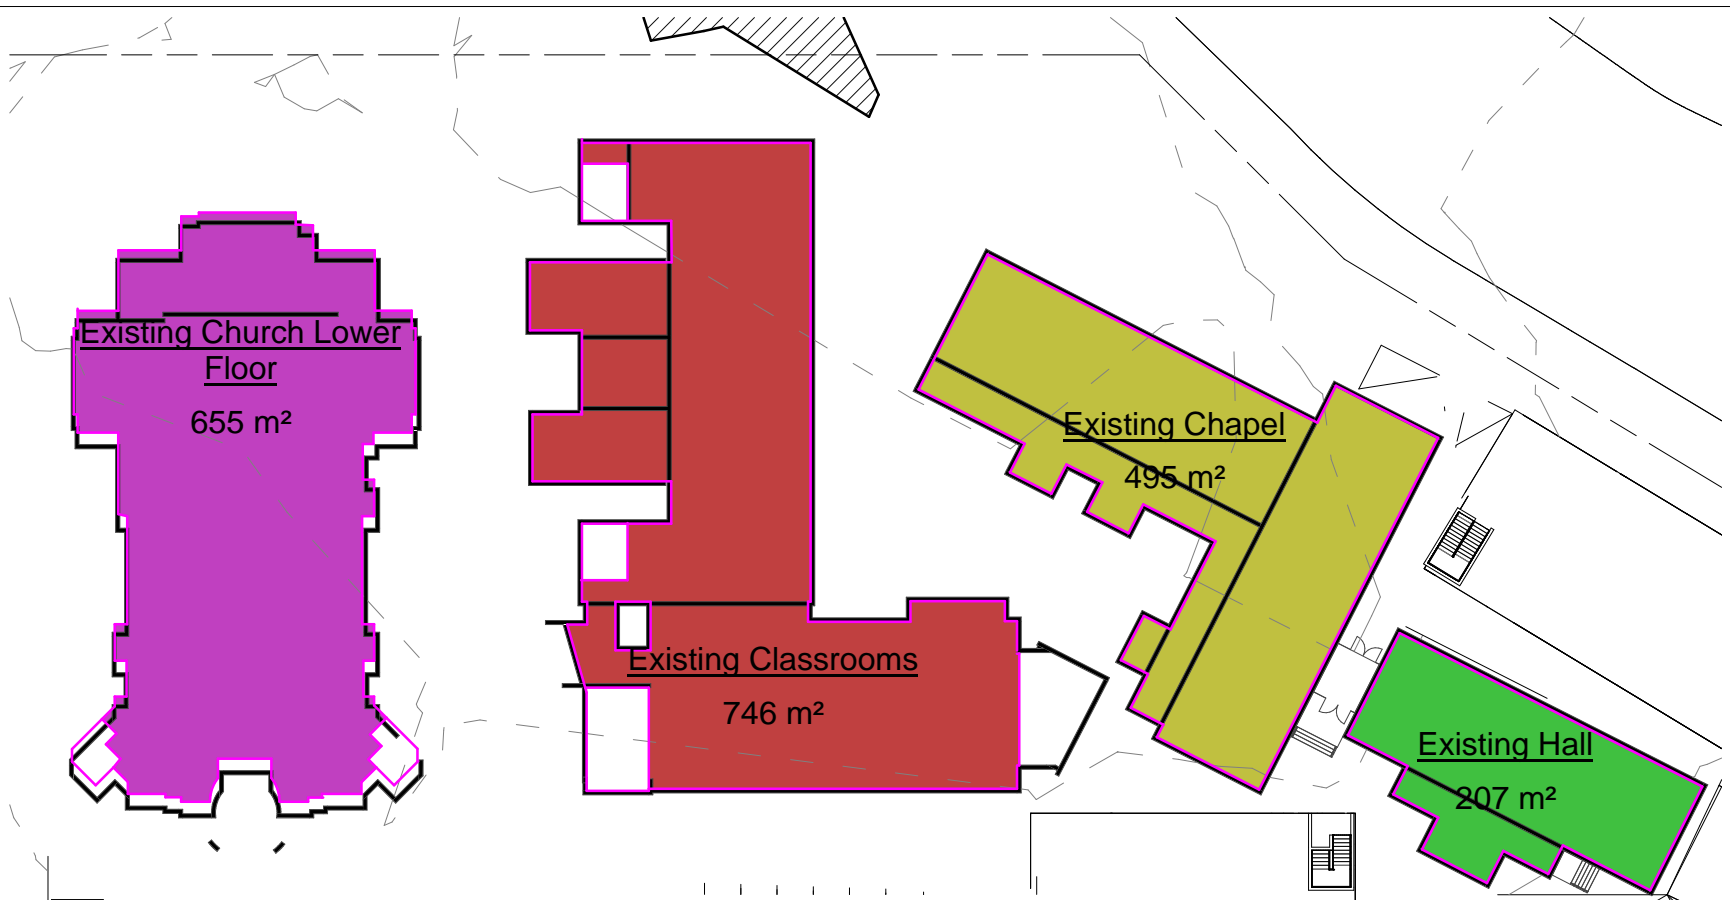 Existing Church Lower
Floor
655 m²
Existing Classrooms
746 m²
Existing Chapel
495 m²
Existing Hall
207 m²